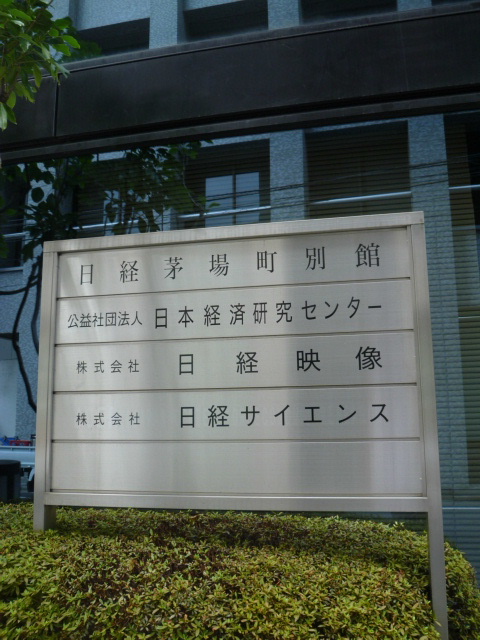 日経茅場町別館
公益社団法人 日本経済研究センター
株式会社 日経映像
株式会社 日経サイエンス